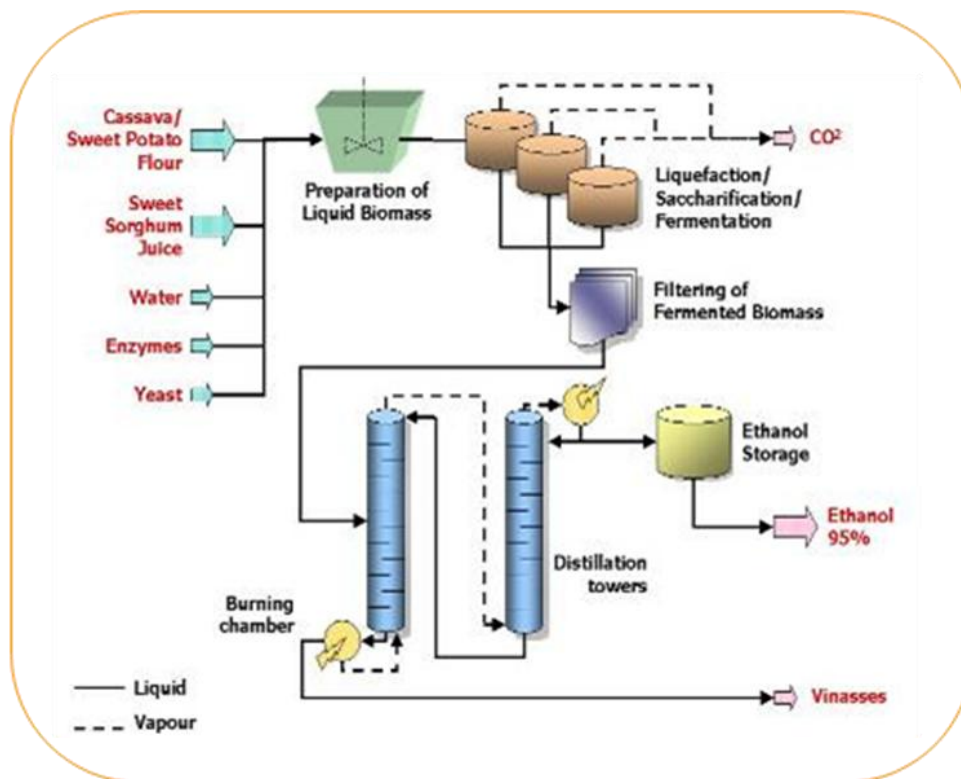 Cassava/
Sweet Potato
Flour
Preparation of
Liquid Biomass
CO²
Liquefaction/
Saccharification/
Fermentation
Sweet
Sorghum
Juice
Water
Filtering of
Fermented Biomass
Enzymes
Yeast
Ethanol
Storage
Ethanol
95%
Distillation
towers
Burning
chamber
Liquid
Vapour
Vinasses